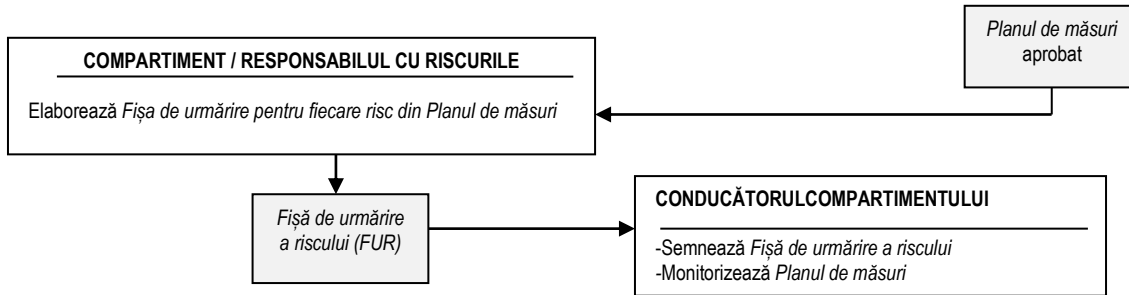 Planul de măsuri
aprobat
COMPARTIMENT / RESPONSABILUL CU RISCURILE
Elaborează Fișa de urmărire pentru fiecare risc din Planul de măsuri
Fișă de urmărire
a riscului (FUR)
CONDUCĂTORULCOMPARTIMENTULUI
-Semnează Fișă de urmărire a riscului
-Monitorizează Planul de măsuri